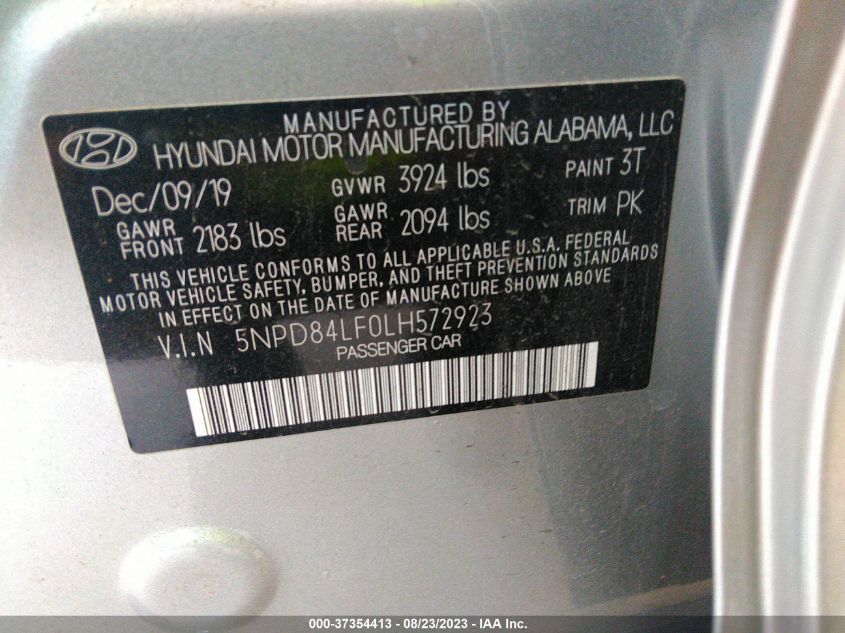 MANUFACTURED BY
HYUNDAI MOTOR MANUFACTURING ALABAMA, LLC
Dec/09/19 GVWR 3924 lbs PAINT 3T
GAWR FRONT 2183 lbs GAWR REAR 2094 lbs TRIM PK
THIS VEHICLE CONFORMS TO ALL APPLICABLE U.S.A. FEDERAL
MOTOR VEHICLE SAFETY, BUMPER, AND THEFT PREVENTION STANDARDS
IN EFFECT ON THE DATE OF MANUFACTURE SHOWN ABOVE
V.I.N 5NPD84LF0LH572923
PASSENGER CAR
000-37354413 - 08/23/2023 - IAA Inc.